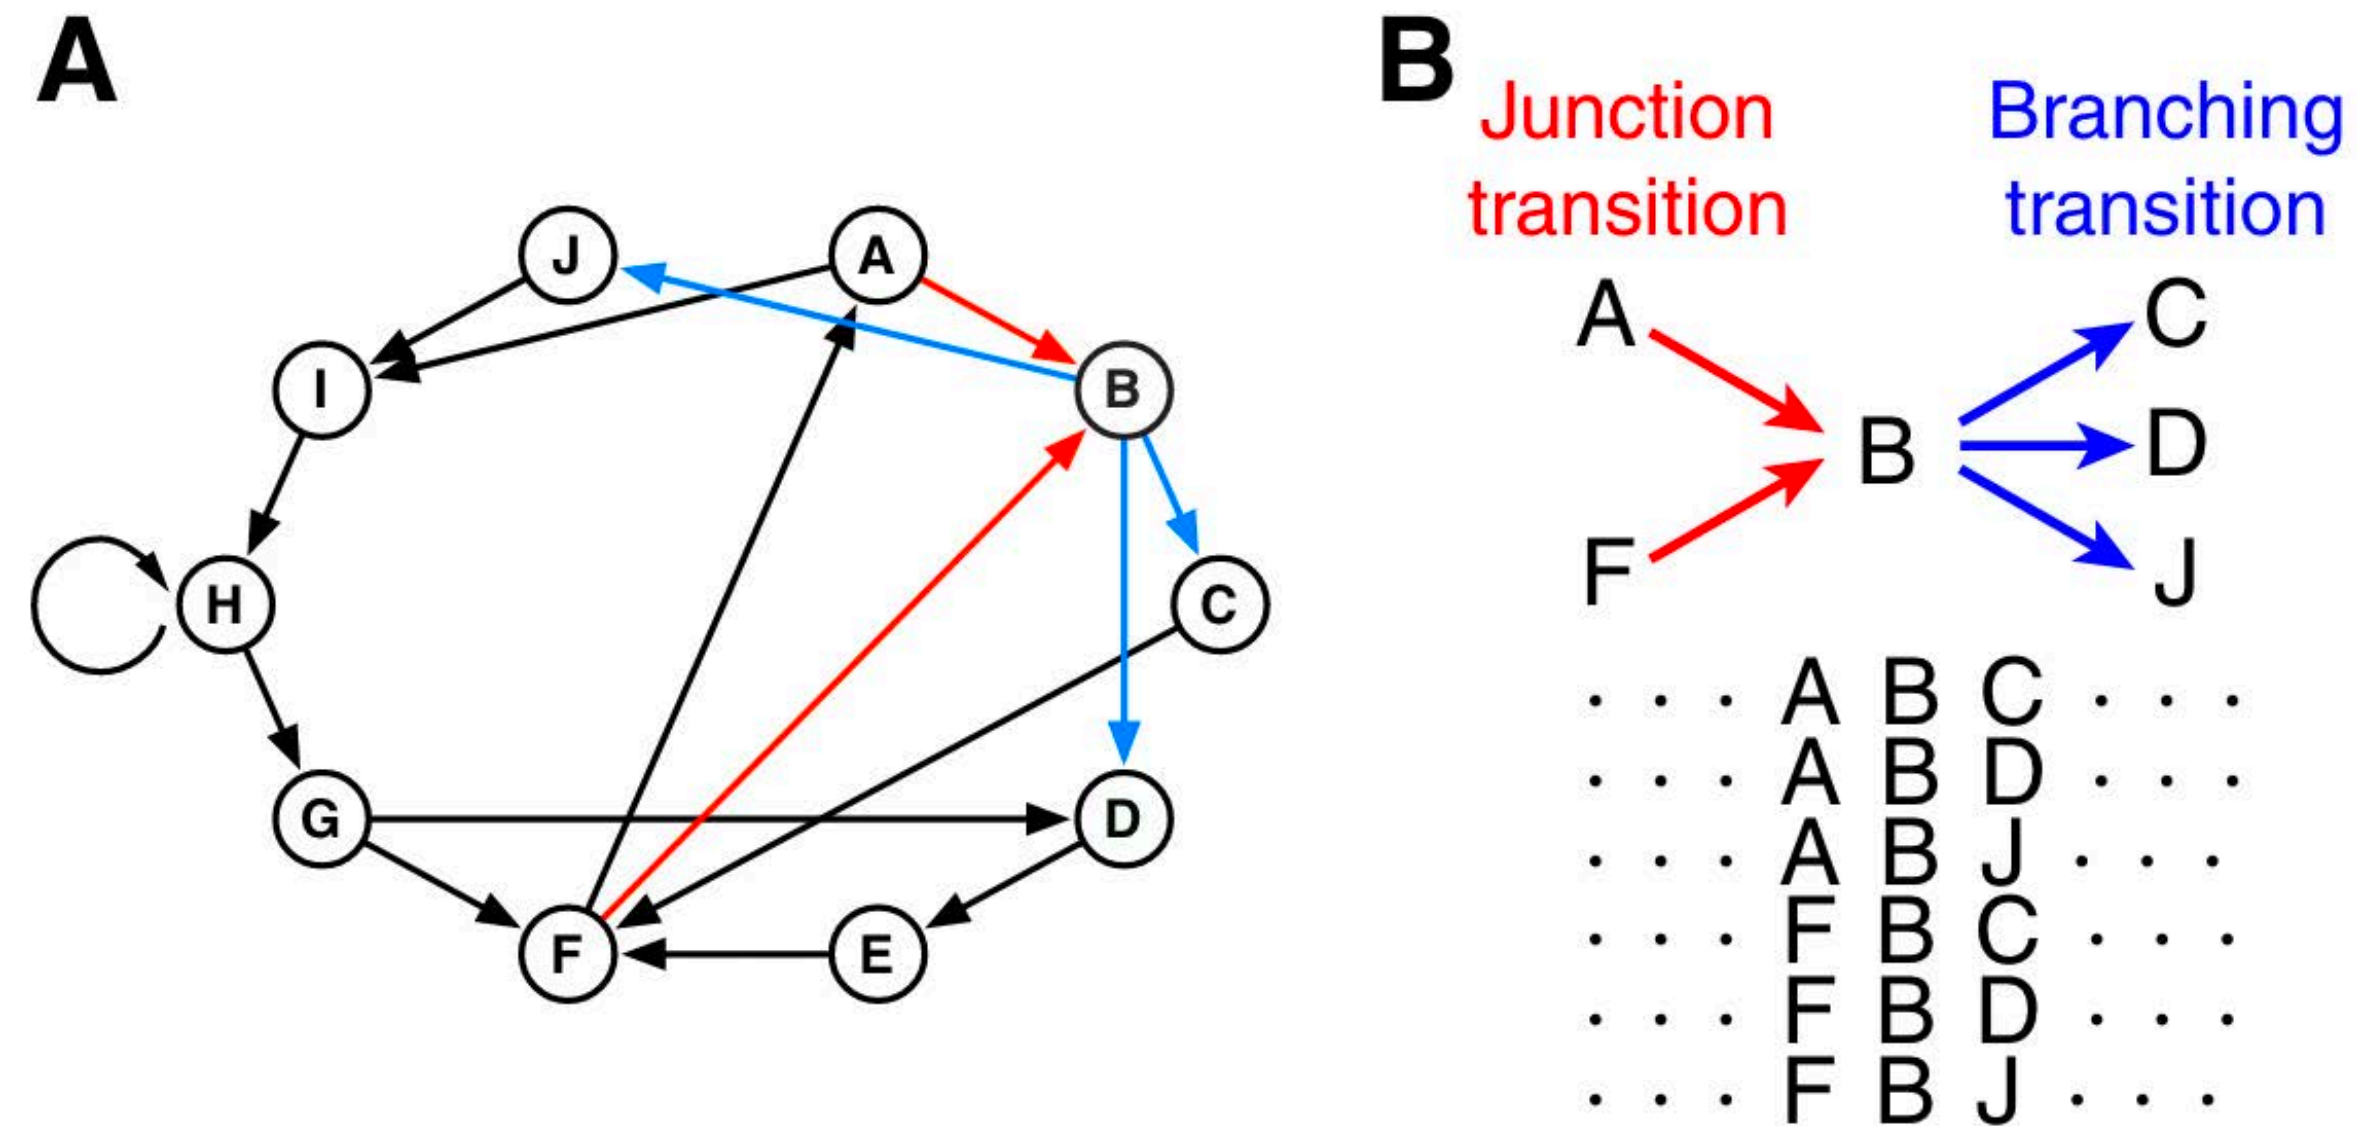 A
J
A
I
B
H
C
G
D
F
E
B
Junction
transition
Branching
transition
A
C
B
D
F
J
. . . A B C . . .
. . . A B D . . .
. . . A B J . . .
. . . F B C . . .
. . . F B D . . .
. . . F B J . . .